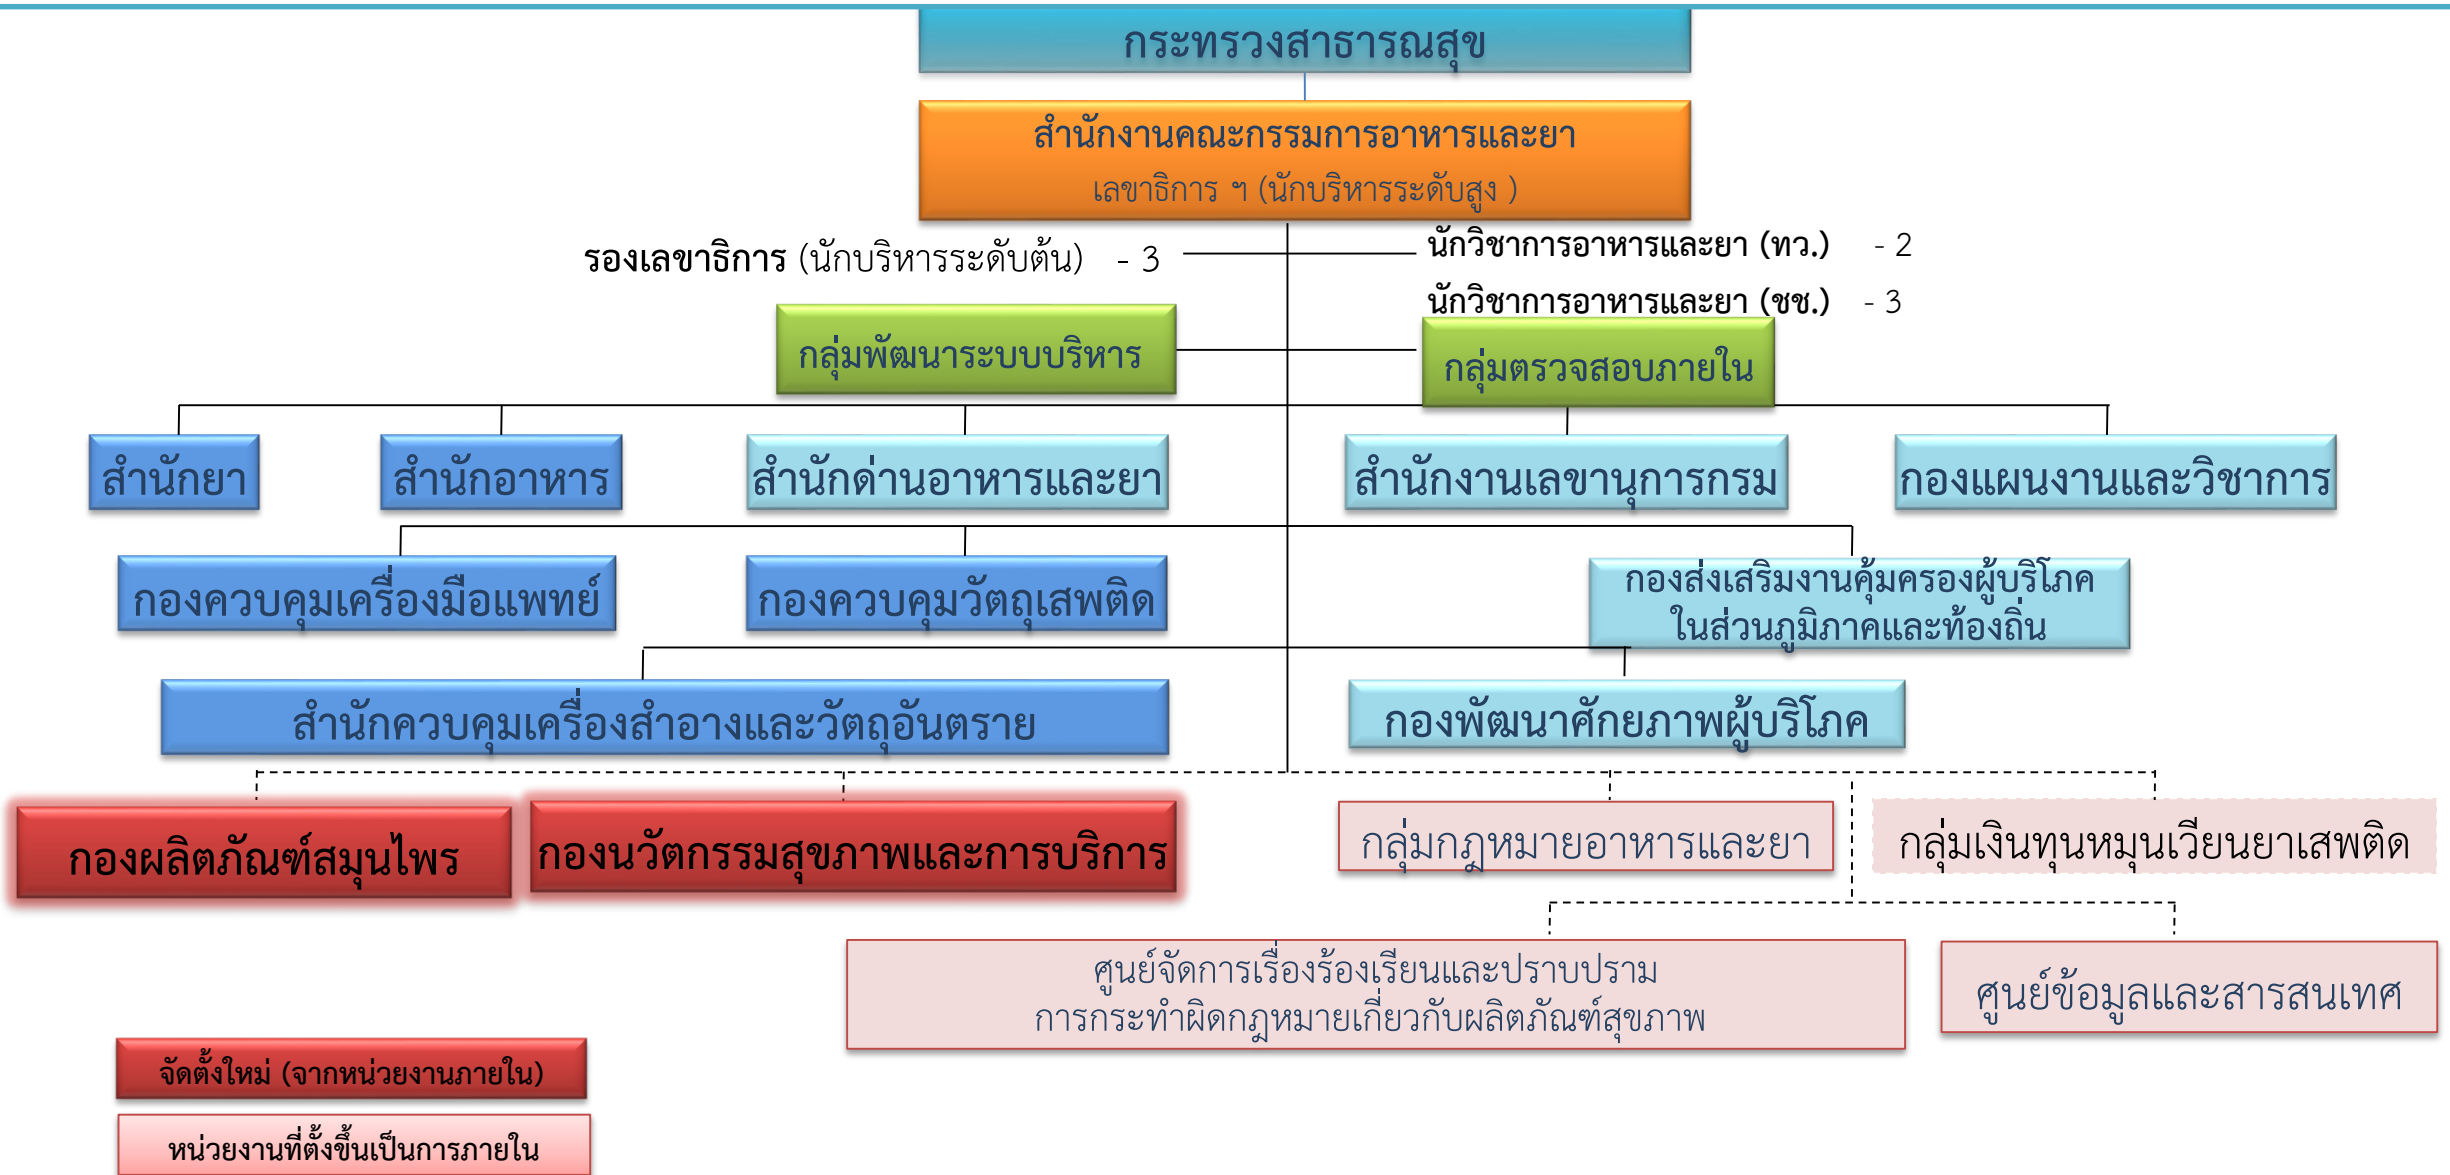 กระทรวงสาธารณสุข
สำนักงานคณะกรรมการอาหารและยา
เลขาธิการ ฯ (นักบริหารระดับสูง )
รองเลขาธิการ (นักบริหารระดับต้น) - 3
นักวิชาการอาหารและยา (ทว.) - 2
นักวิชาการอาหารและยา (ชช.) - 3
กลุ่มพัฒนาระบบบริหาร
กลุ่มตรวจสอบภายใน
สำนักยา
สำนักอาหาร
สำนักด่านอาหารและยา
สำนักงานเลขานุการกรม
กองแผนงานและวิชาการ
กองควบคุมเครื่องมือแพทย์
กองควบคุมวัตถุเสพติด
กองส่งเสริมงานคุ้มครองผู้บริโภค
ในส่วนภูมิภาคและท้องถิ่น
สำนักควบคุมเครื่องสำอางและวัตถุอันตราย
กองพัฒนาศักยภาพผู้บริโภค
กองผลิตภัณฑ์สมุนไพร
กองนวัตกรรมสุขภาพและการบริการ
กลุ่มกฎหมายอาหารและยา
กลุ่มเงินทุนหมุนเวียนยาเสพติด
ศูนย์จัดการเรื่องร้องเรียนและปราบปราม
การกระทำผิดกฎหมายเกี่ยวกับผลิตภัณฑ์สุขภาพ
ศูนย์ข้อมูลและสารสนเทศ
จัดตั้งใหม่ (จากหน่วยงานภายใน)
หน่วยงานที่ตั้งขึ้นเป็นการภายใน